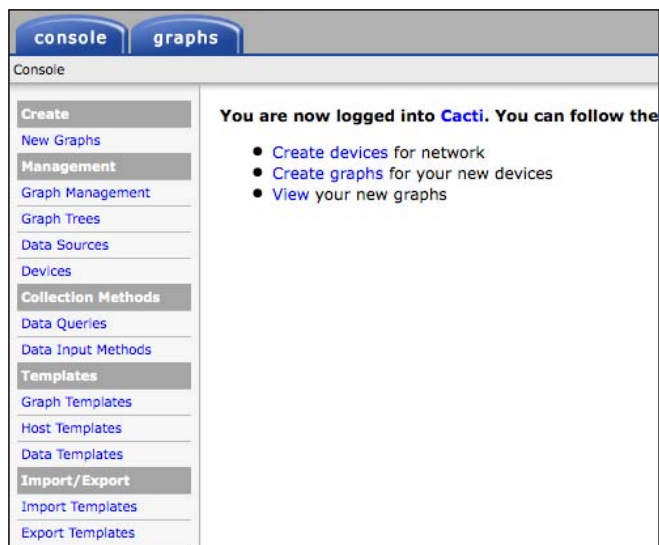 console graphs
Console
Create
New Graphs
Management
Graph Management
Graph Trees
Data Sources
Devices
Collection Methods
Data Queries
Data Input Methods
Templates
Graph Templates
Host Templates
Data Templates
Import/Export
Import Templates
Export Templates
You are now logged into Cacti. You can follow the
• Create devices for network
• Create graphs for your new devices
• View your new graphs